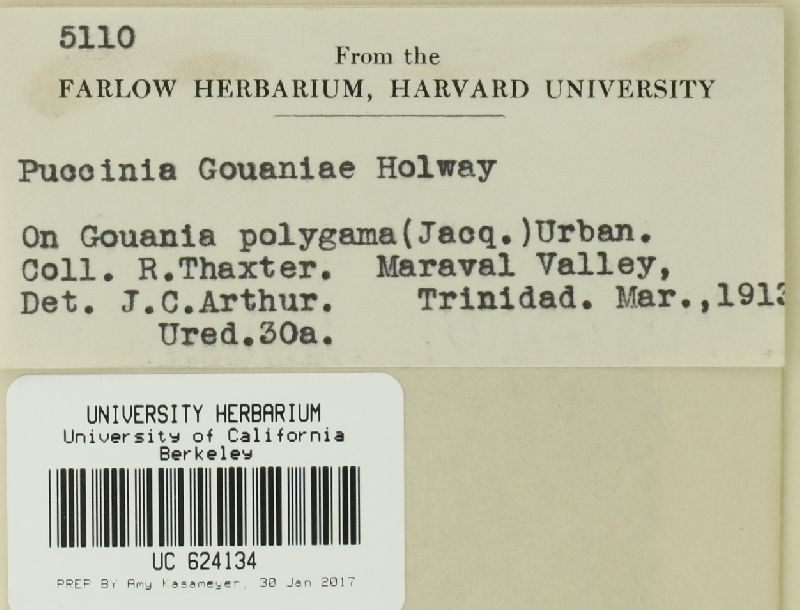 5110
From the
FARLOW HERBARIUM, HARVARD UNIVERSITY
Puccinia Gouaniae Holway
On Gouania polygama(Jacq.)Urban.
Coll. R.Thaxter. Maraval Valley,
Det. J.C.Arthur. Trinidad. Mar.,1913
Ured.30a.
UNIVERSITY HERBARIUM
University of California
Berkeley
UC 624134
PREP BY Amy Kasameyer, 30 Jan 2017